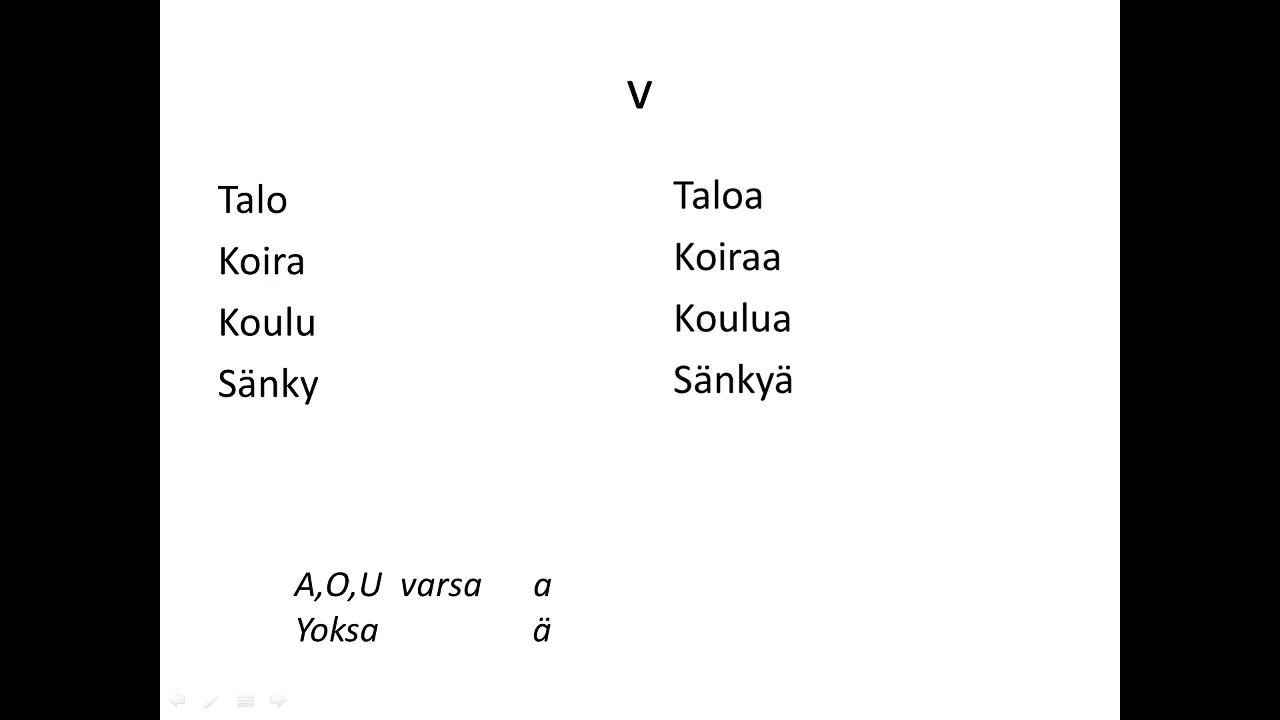 v
Talo
Koira
Koulu
Sänky
Taloa
Koiraa
Koulua
Sänkyä
A,O,U varsa a
Yoksa ä